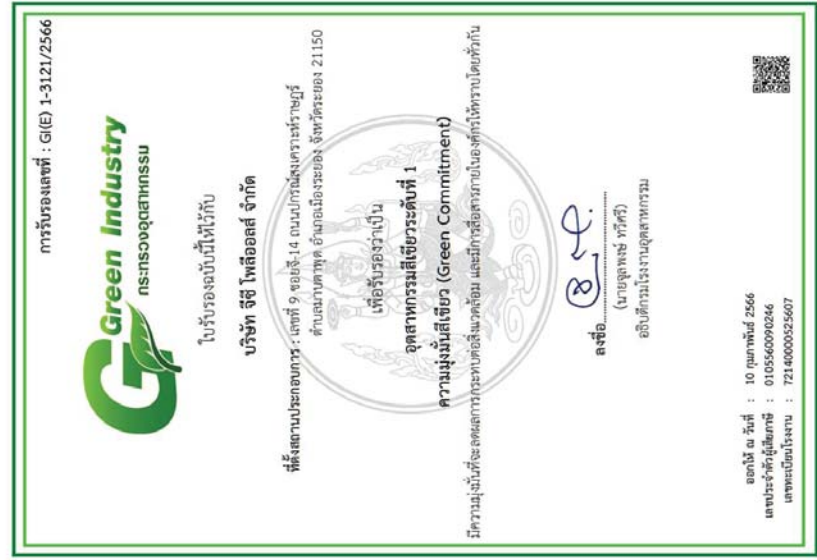 การรับรองเลขที่ : GI(E) 1-3121/2566
Green Industry
กระทรวงอุตสาหกรรม
ใบรับรองฉบับนี้ให้ไว้กับ
บริษัท จีซี โพลีออลส์ จำกัด
ที่ตั้งสถานประกอบการ : เลขที่ 9 ซอยจี-14 ถนนปกรณ์สงเคราะห์ราษฎร์
ตำบลมาบตาพุด อำเภอเมืองระยอง จังหวัดระยอง 21150
เพื่อรับรองว่าเป็น
อุตสาหกรรมสีเขียวระดับที่ 1
ความมุ่งมั่นสีเขียว (Green Commitment)
มีความมุ่งมั่นที่จะลดผลการกระทบต่อสิ่งแวดล้อม และมีการสื่อสารภายในองค์กรให้ทราบโดยทั่วกัน
ลงชื่อ
(นายจุลพงษ์ ทวีศรี)
อธิบดีกรมโรงงานอุตสาหกรรม
ออกให้ ณ วันที่ : 10 กุมภาพันธ์ 2566
เลขประจำตัวผู้เสียภาษี : 0105560090246
เลขทะเบียนโรงงาน : 72140000525607